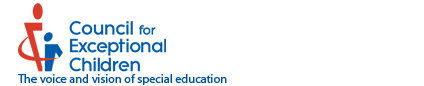 Council for
Exceptional
Children
The voice and vision of special education